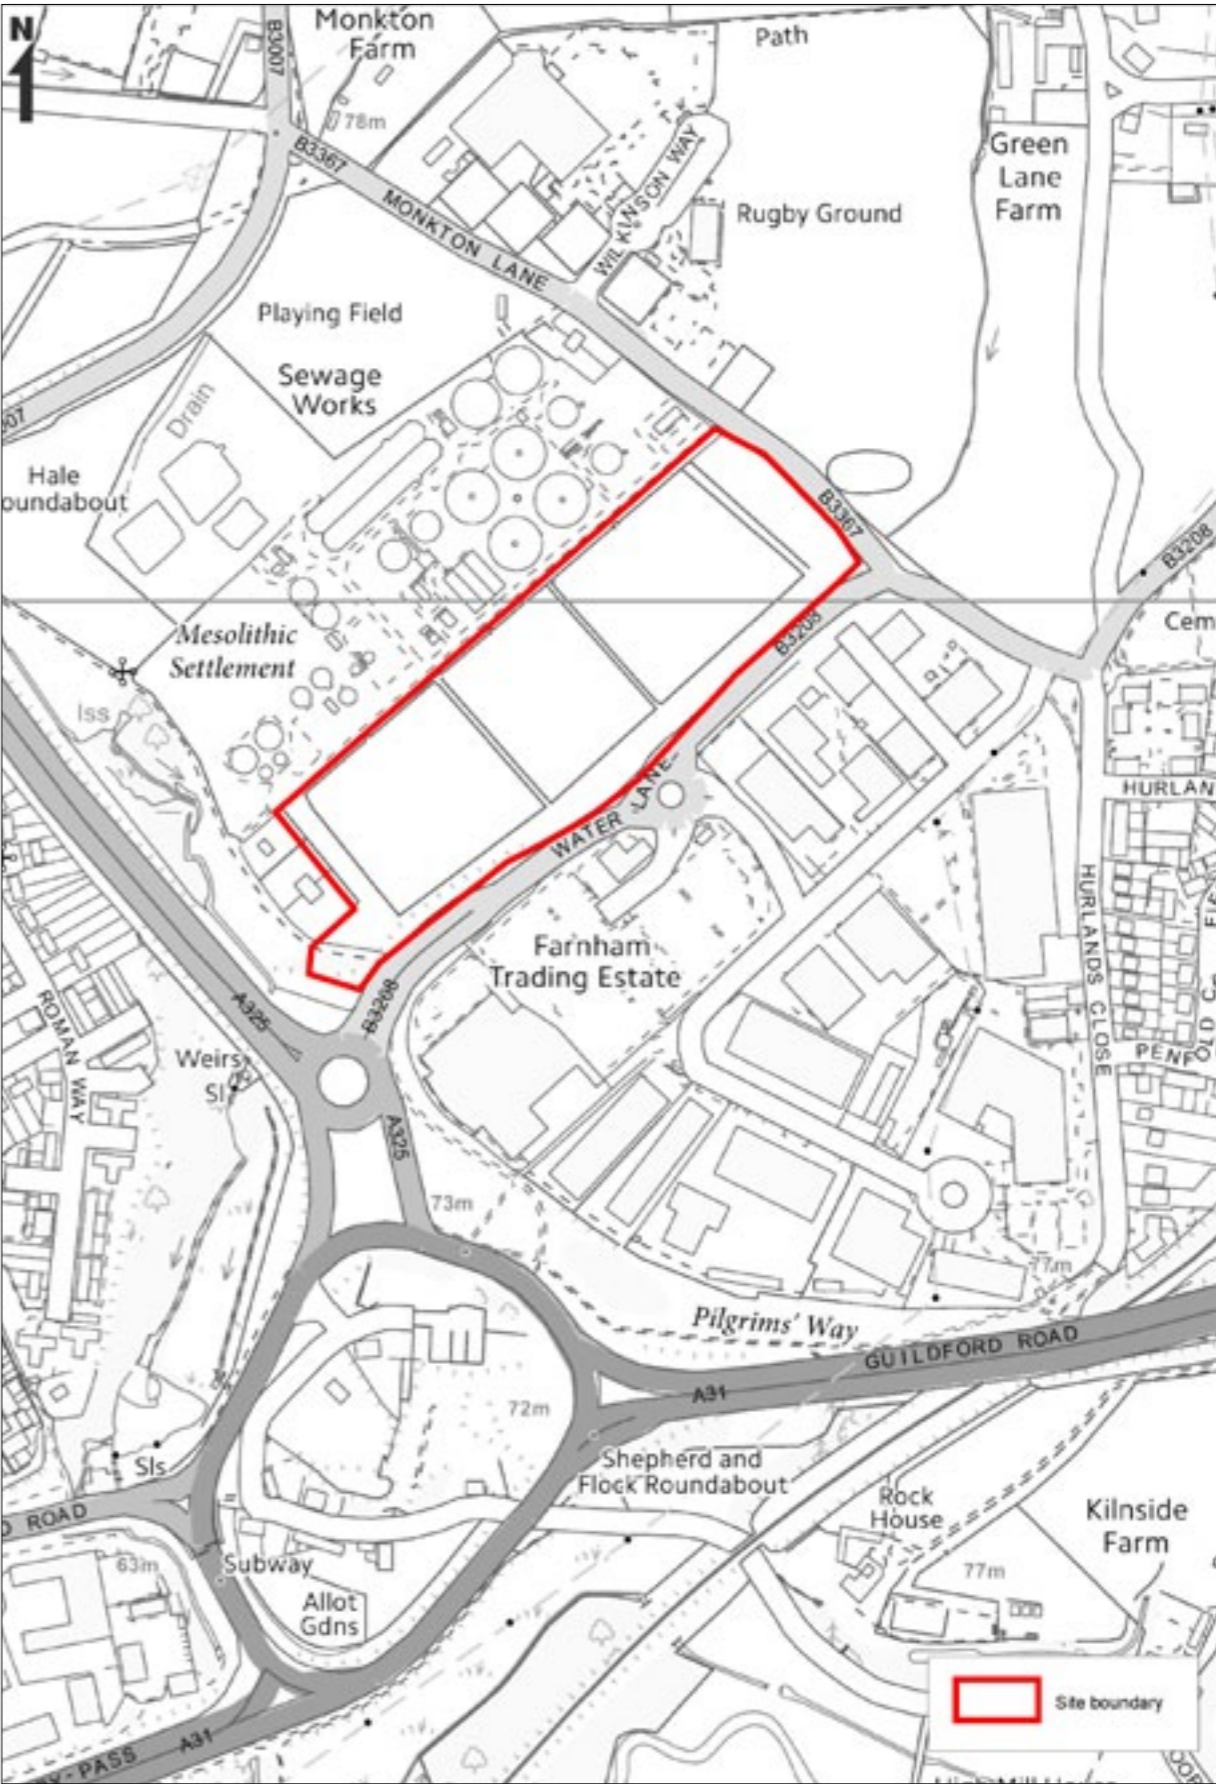 N
B3007
Monkton
Farm
Path
78m
B3367
MONKTON LANE
WILKINSON WAY
Rugby Ground
Green
Lane
Farm
Playing Field
Sewage
Works
Drain
07
Hale
oundabout
B3367
B3208
B3208
Cem
Mesolithic
Settlement
Iss
WATER LANE
HURLAN
HURLANDS CLOSE
Farnham
Trading Estate
A325
B3208
ROMAN WAY
Weirs
Sl
PENFOLD C
A325
73m
77m
Pilgrims' Way
GUILDFORD ROAD
A31
72m
Shepherd and
Flock Roundabout
Sls
D ROAD
Rock
House
Kilnside
Farm
63m
Subway
77m
Allot
Gdns
Site boundary
Y-PASS
A31